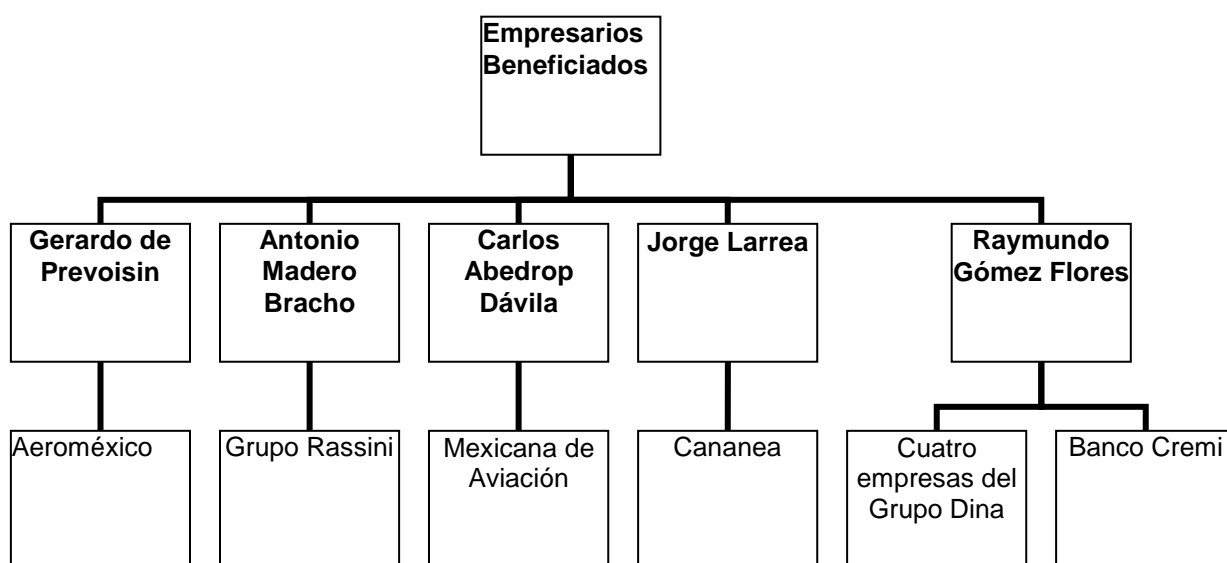 Empresarios
Beneficiados
Gerardo de
Prevoisin
Antonio
Madero
Bracho
Carlos
Abedrop
Dávila
Jorge Larrea
Raymundo
Gómez Flores
Aeroméxico
Grupo Rassini
Mexicana de
Aviación
Cananea
Cuatro
empresas del
Grupo Dina
Banco Cremi